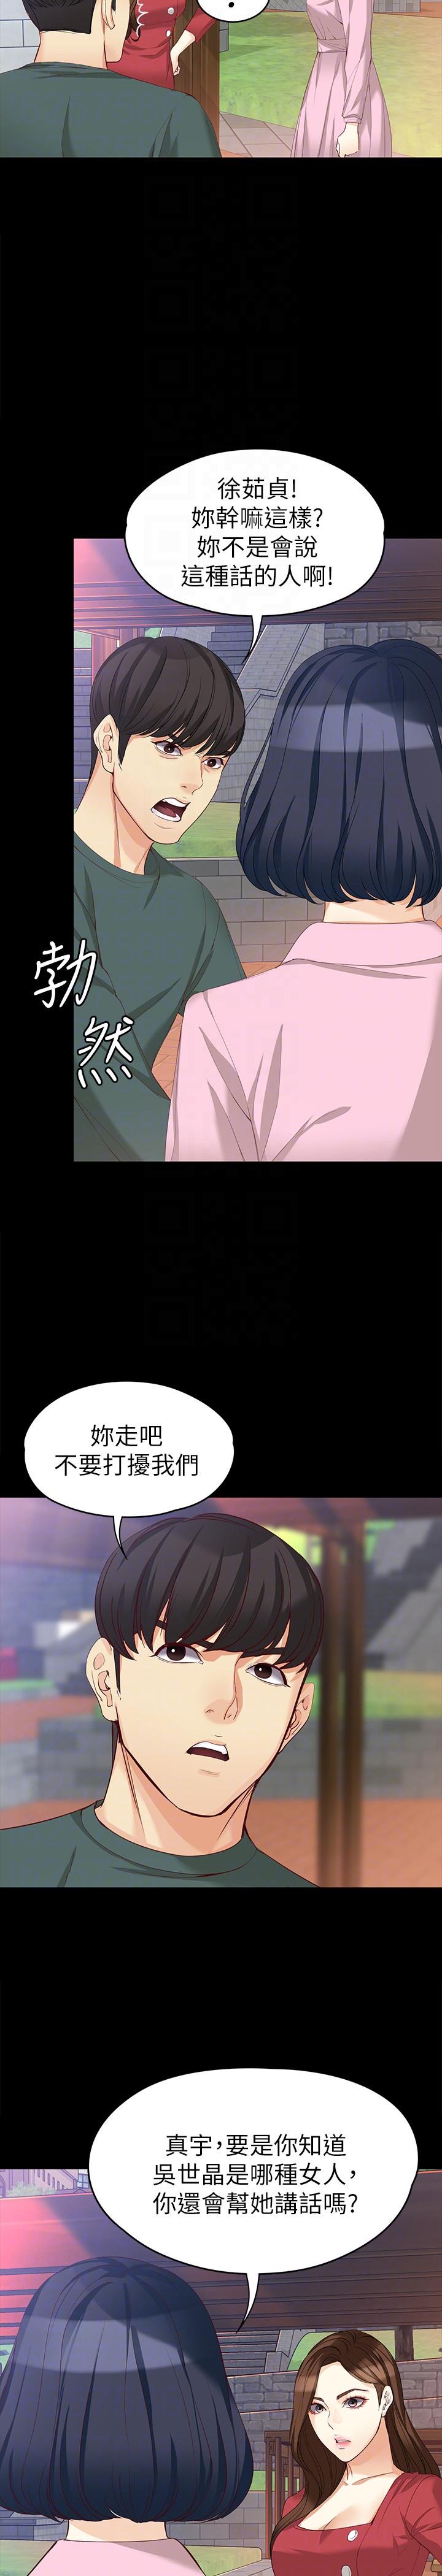 徐茹貞!
妳幹嘛這樣?
妳不是會說
這種話的人啊!
勃然
妳走吧
不要打擾我們
真宇,要是你知道
吳世晶是哪種女人,
你還會幫她講話嗎?